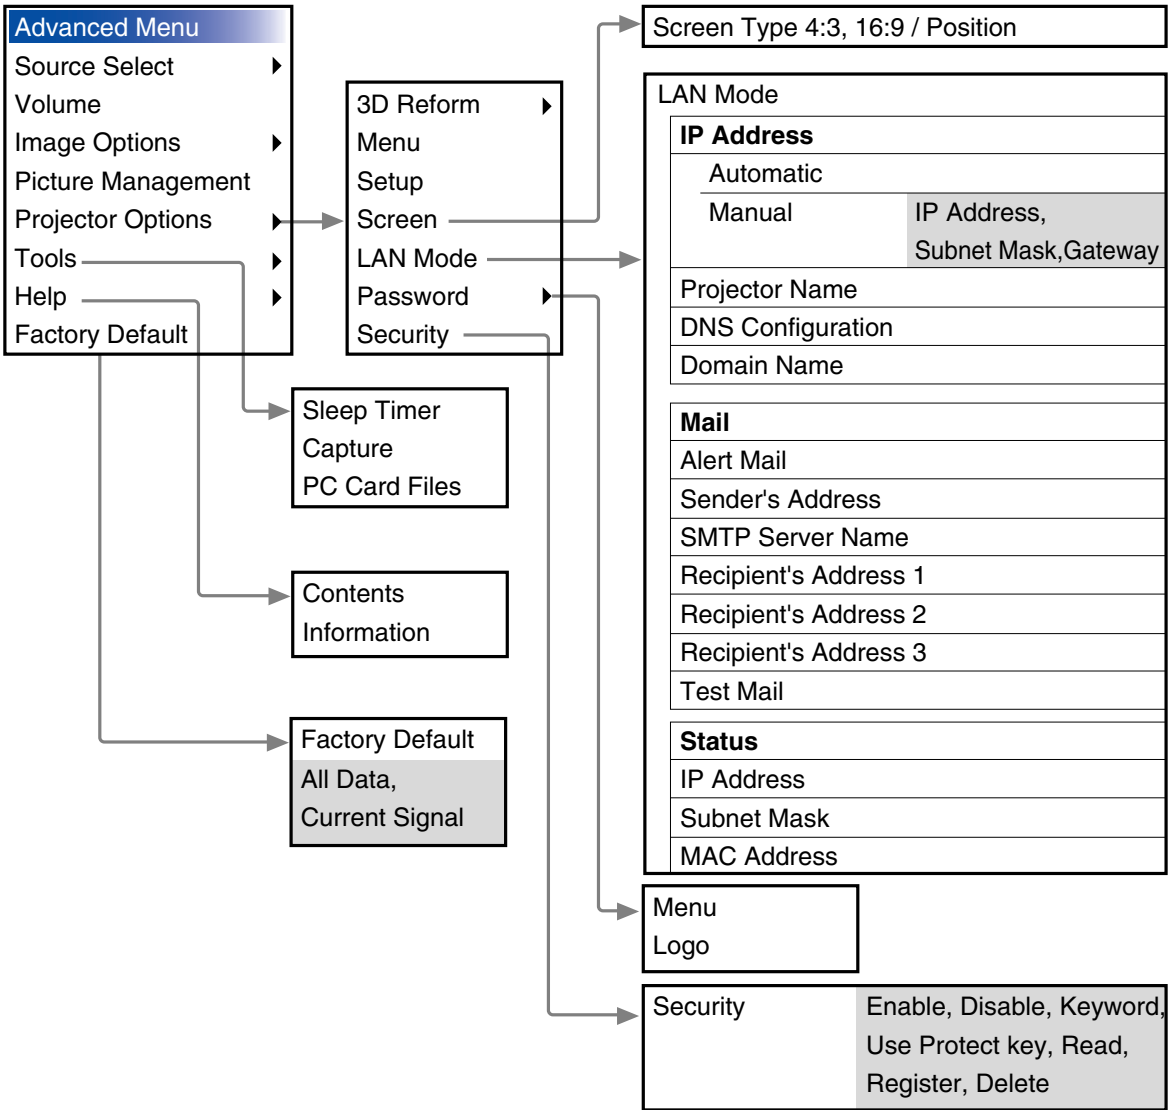 Advanced Menu
Source Select
Volume
Image Options
Picture Management
Projector Options
Tools
Help
Factory Default
3D Reform
Menu
Setup
Screen
LAN Mode
Password
Security
Sleep Timer
Capture
PC Card Files
Contents
Information
Factory Default
All Data,
Current Signal
Screen Type 4:3, 16:9 / Position
LAN Mode
IP Address
Automatic
Manual IP Address,
Subnet Mask,Gateway
Projector Name
DNS Configuration
Domain Name
Mail
Alert Mail
Sender's Address
SMTP Server Name
Recipient's Address 1
Recipient's Address 2
Recipient's Address 3
Test Mail
Status
IP Address
Subnet Mask
MAC Address
Menu
Logo
Security Enable, Disable, Keyword,
Use Protect key, Read,
Register, Delete